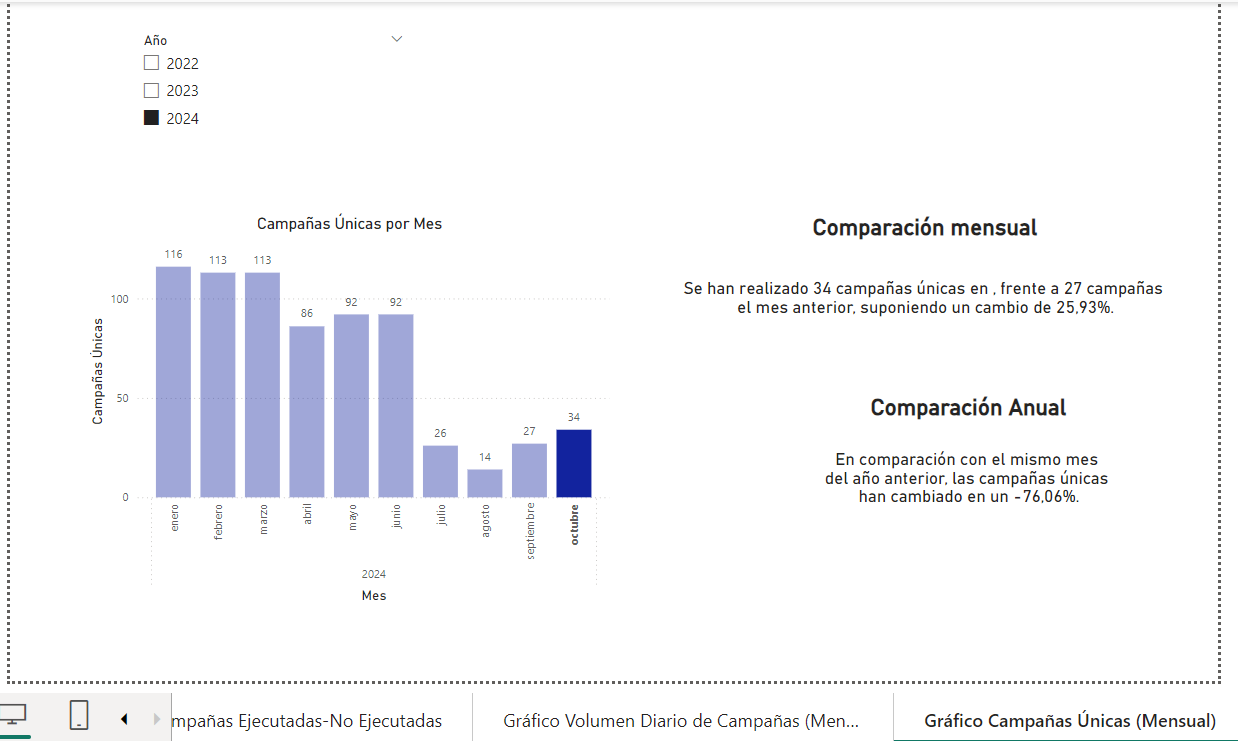 Año
2022
2023
2024
Campañas Únicas por Mes
Campañas Únicas
100
50
0
116
113
113
86
92
92
26
14
27
34
enero
febrero
marzo
abril
mayo
junio
julio
agosto
septiembre
octubre
2024
Mes
Comparación mensual
Se han realizado 34 campañas únicas en , frente a 27 campañas
el mes anterior, suponiendo un cambio de 25,93%.
Comparación Anual
En comparación con el mismo mes
del año anterior, las campañas únicas
han cambiado en un -76,06%.
mpañas Ejecutadas-No Ejecutadas
Gráfico Volumen Diario de Campañas (Men...
Gráfico Campañas Únicas (Mensual)